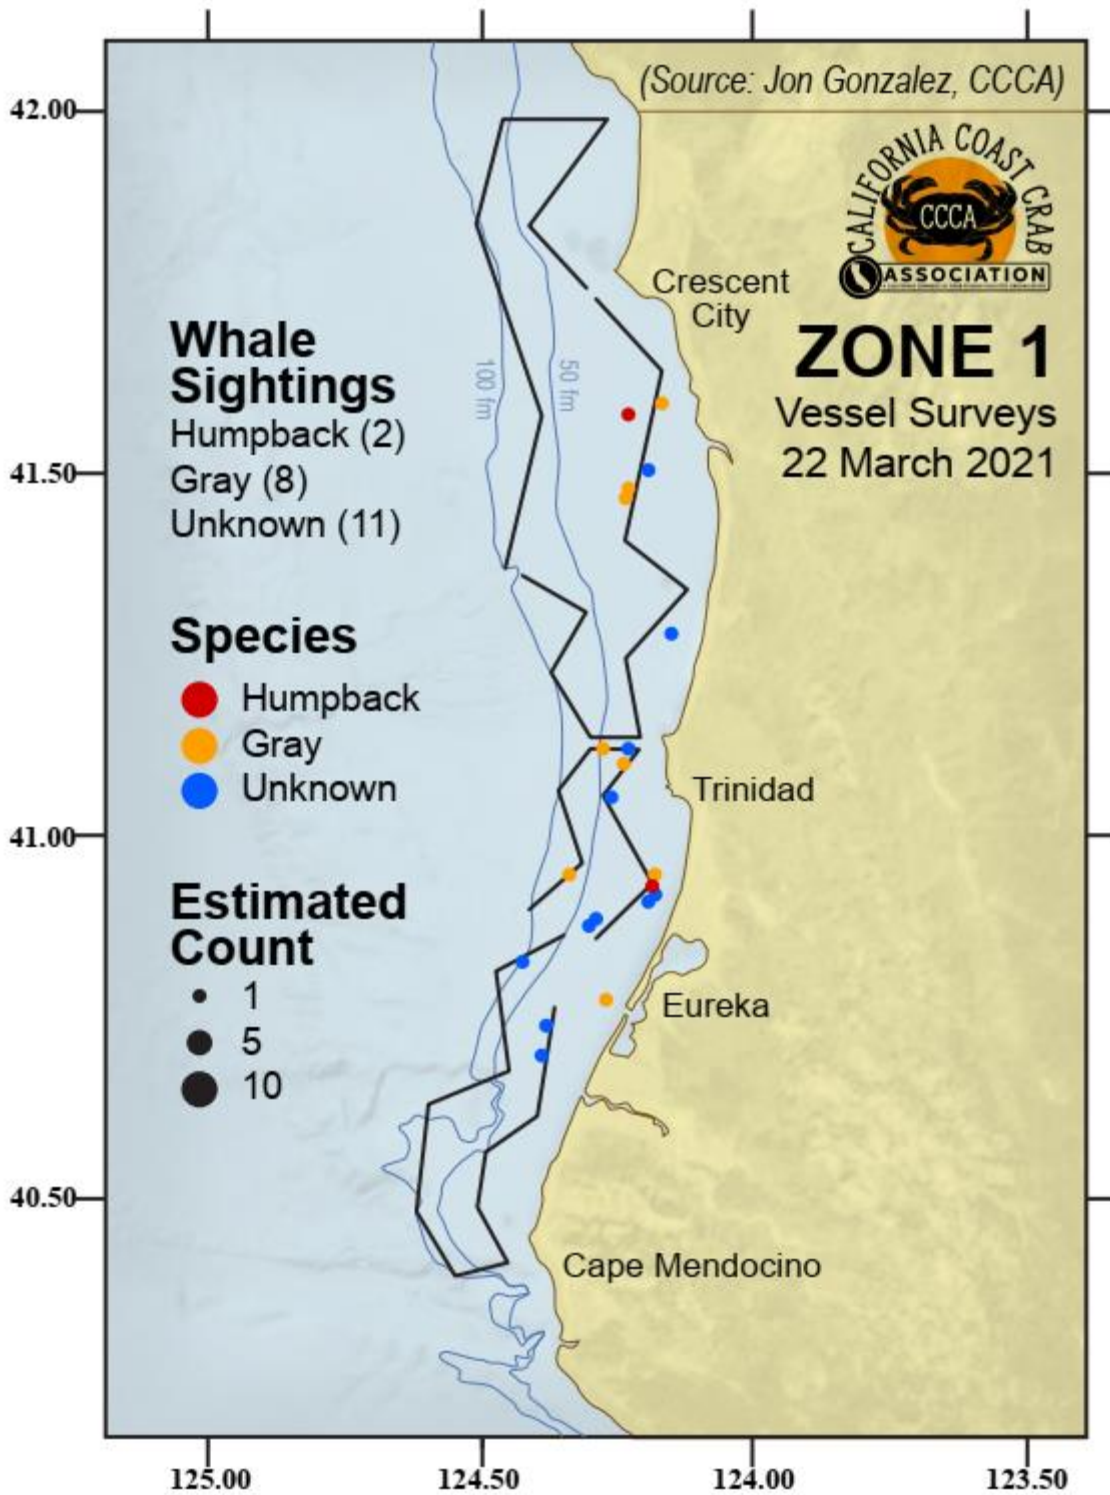 (Source: Jon Gonzalez, CCCA)
42.00
CALIFORNIA COAST CRAB
CCCA
ASSOCIATION
Crescent
City
ZONE 1
Vessel Surveys
22 March 2021
Whale
Sightings
Humpback (2)
Gray (8)
Unknown (11)
100 fm
50 fm
41.50
Species
Humpback
Gray
Unknown
Trinidad
41.00
Estimated
Count
1
5
10
Eureka
40.50
Cape Mendocino
125.00 124.50 124.00 123.50